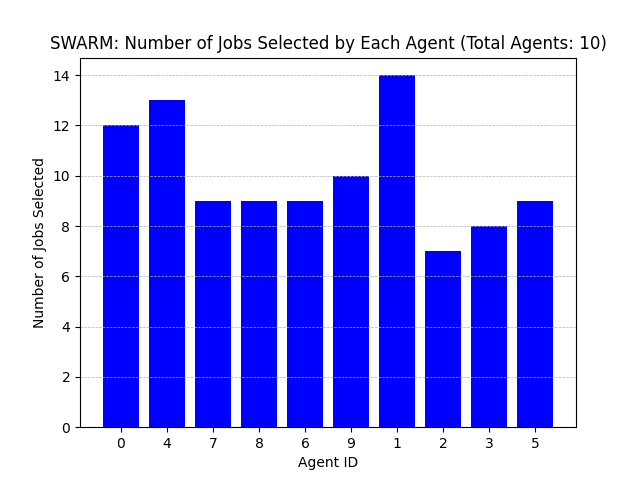 SWARM: Number of Jobs Selected by Each Agent (Total Agents: 10)
Number of Jobs Selected
14
12
10
8
6
4
2
0
0 4 7 8 6 9 1 2 3 5
Agent ID